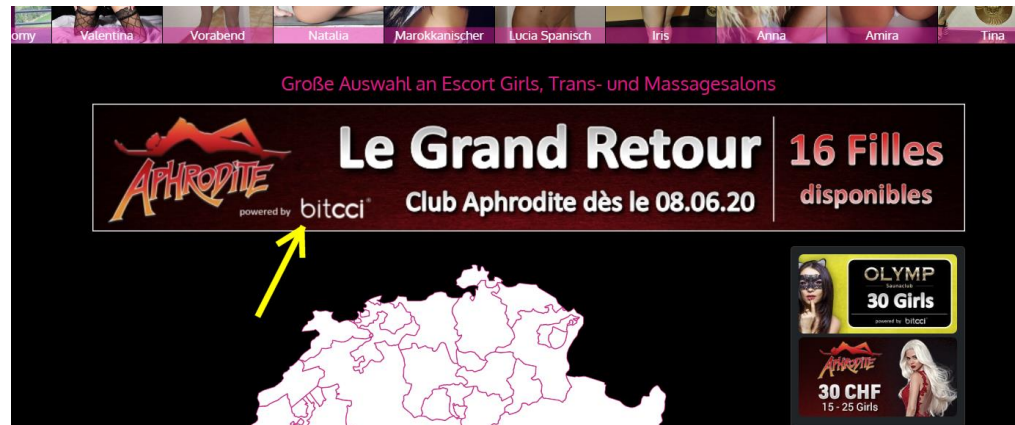 omy
Valentina
Vorabend
Natalia
Marokkanischer
Lucia Spanisch
Iris
Anna
Amira
Tina
Große Auswahl an Escort Girls, Trans- und Massagesalons
APHRODITE
powered by bitcci®
Le Grand Retour
Club Aphrodite dès le 08.06.20
16 Filles
disponibles
OLYMP
Saunaclub
30 Girls
powered by bitcci
APHRODITE
30 CHF
15 - 25 Girls